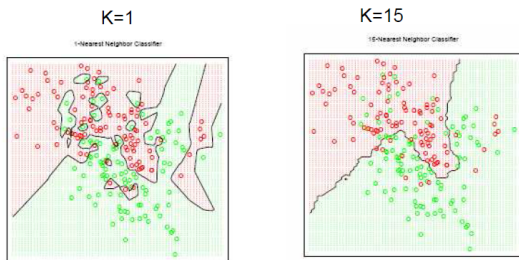 K=1
K=15
1-Nearest Neighbor Classifier
15-Nearest Neighbor Classifier